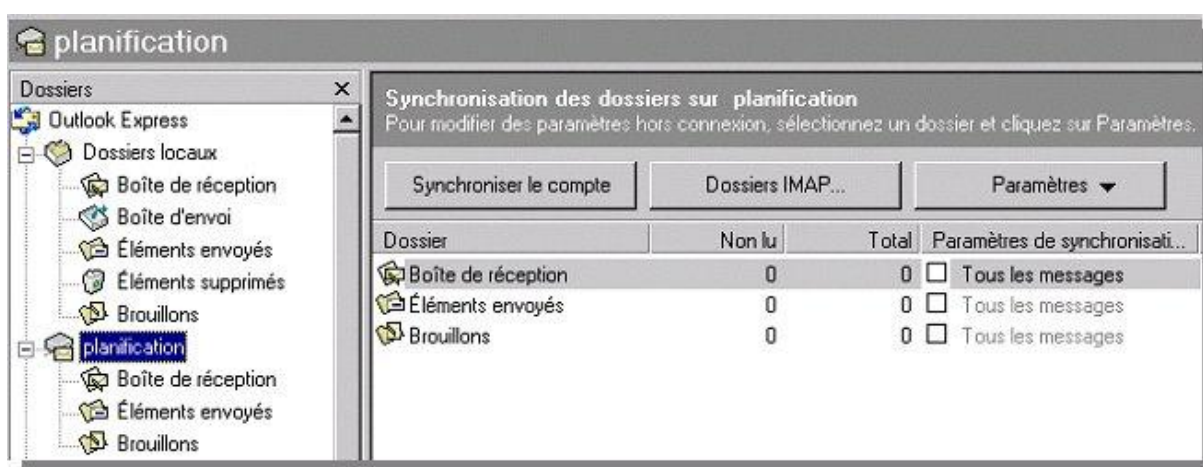 planification
Dossiers
Outlook Express
Dossiers locaux
Boîte de réception
Boîte d'envoi
Éléments envoyés
Éléments supprimés
Brouillons
planification
Boîte de réception
Éléments envoyés
Brouillons
Synchronisation des dossiers sur planification
Pour modifier des paramètres hors connexion, sélectionnez un dossier et cliquez sur Paramètres.
Synchroniser le compte Dossiers IMAP... Paramètres
Dossier Non lu Total Paramètres de synchronisati...
Boîte de réception 0 0 Tous les messages
Éléments envoyés 0 0 Tous les messages
Brouillons 0 0 Tous les messages